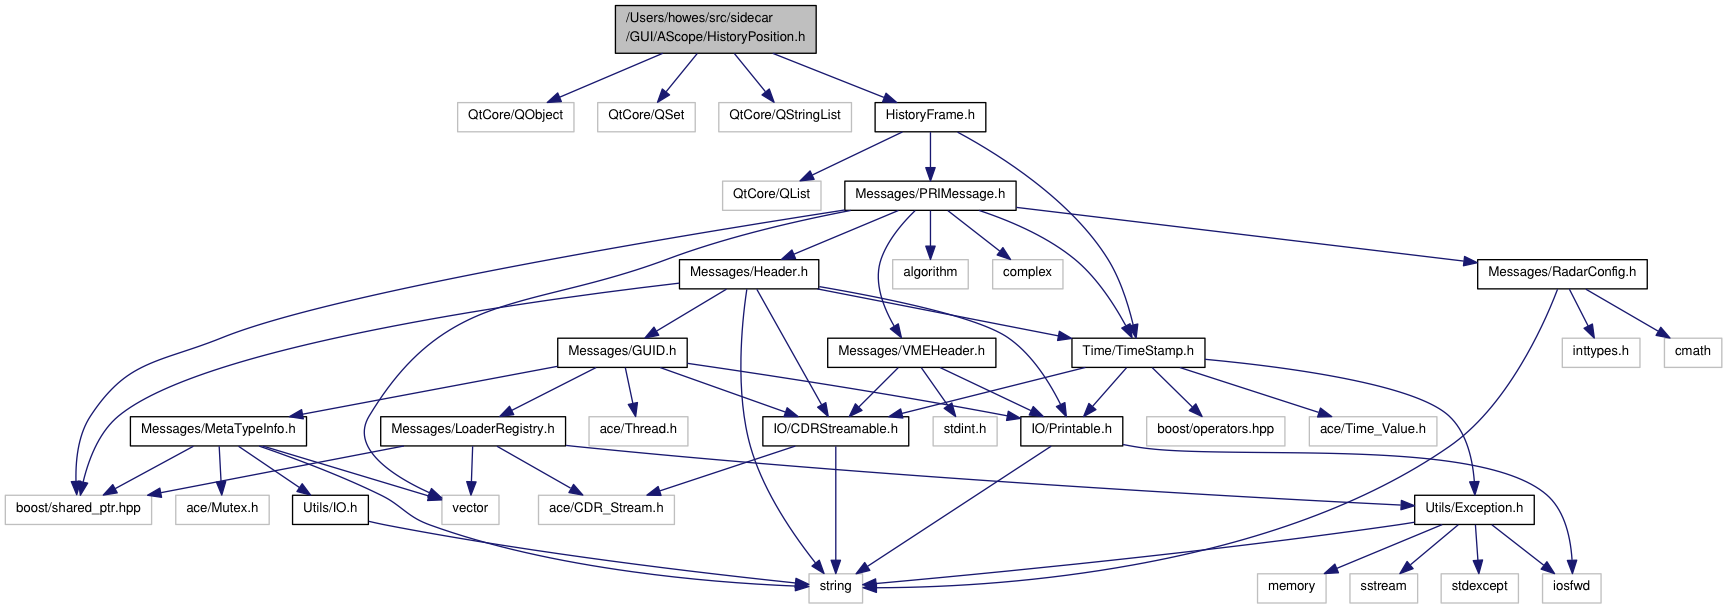 /Users/howes/src/sidecar
/GUI/AScope/HistoryPosition.h
QtCore/QObject
QtCore/QSet
QtCore/QStringList
HistoryFrame.h
QtCore/QList
Messages/PRIMessage.h
Messages/Header.h
algorithm
complex
Messages/RadarConfig.h
Messages/GUID.h
Messages/VMEHeader.h
Time/TimeStamp.h
inttypes.h
cmath
Messages/MetaTypeInfo.h
Messages/LoaderRegistry.h
ace/Thread.h
IO/CDRStreamable.h
stdint.h
IO/Printable.h
boost/operators.hpp
ace/Time_Value.h
boost/shared_ptr.hpp
ace/Mutex.h
Utils/IO.h
vector
ace/CDR_Stream.h
Utils/Exception.h
string
memory
sstream
stdexcept
iosfwd